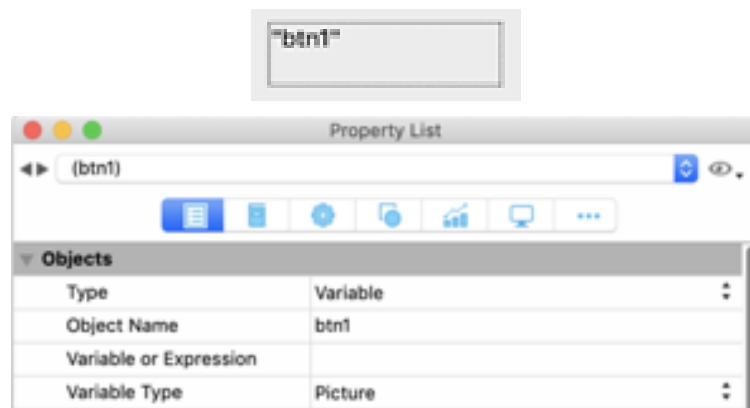 "btn1"
Property List
(btn1)
Objects
Type Variable
Object Name btn1
Variable or Expression
Variable Type Picture